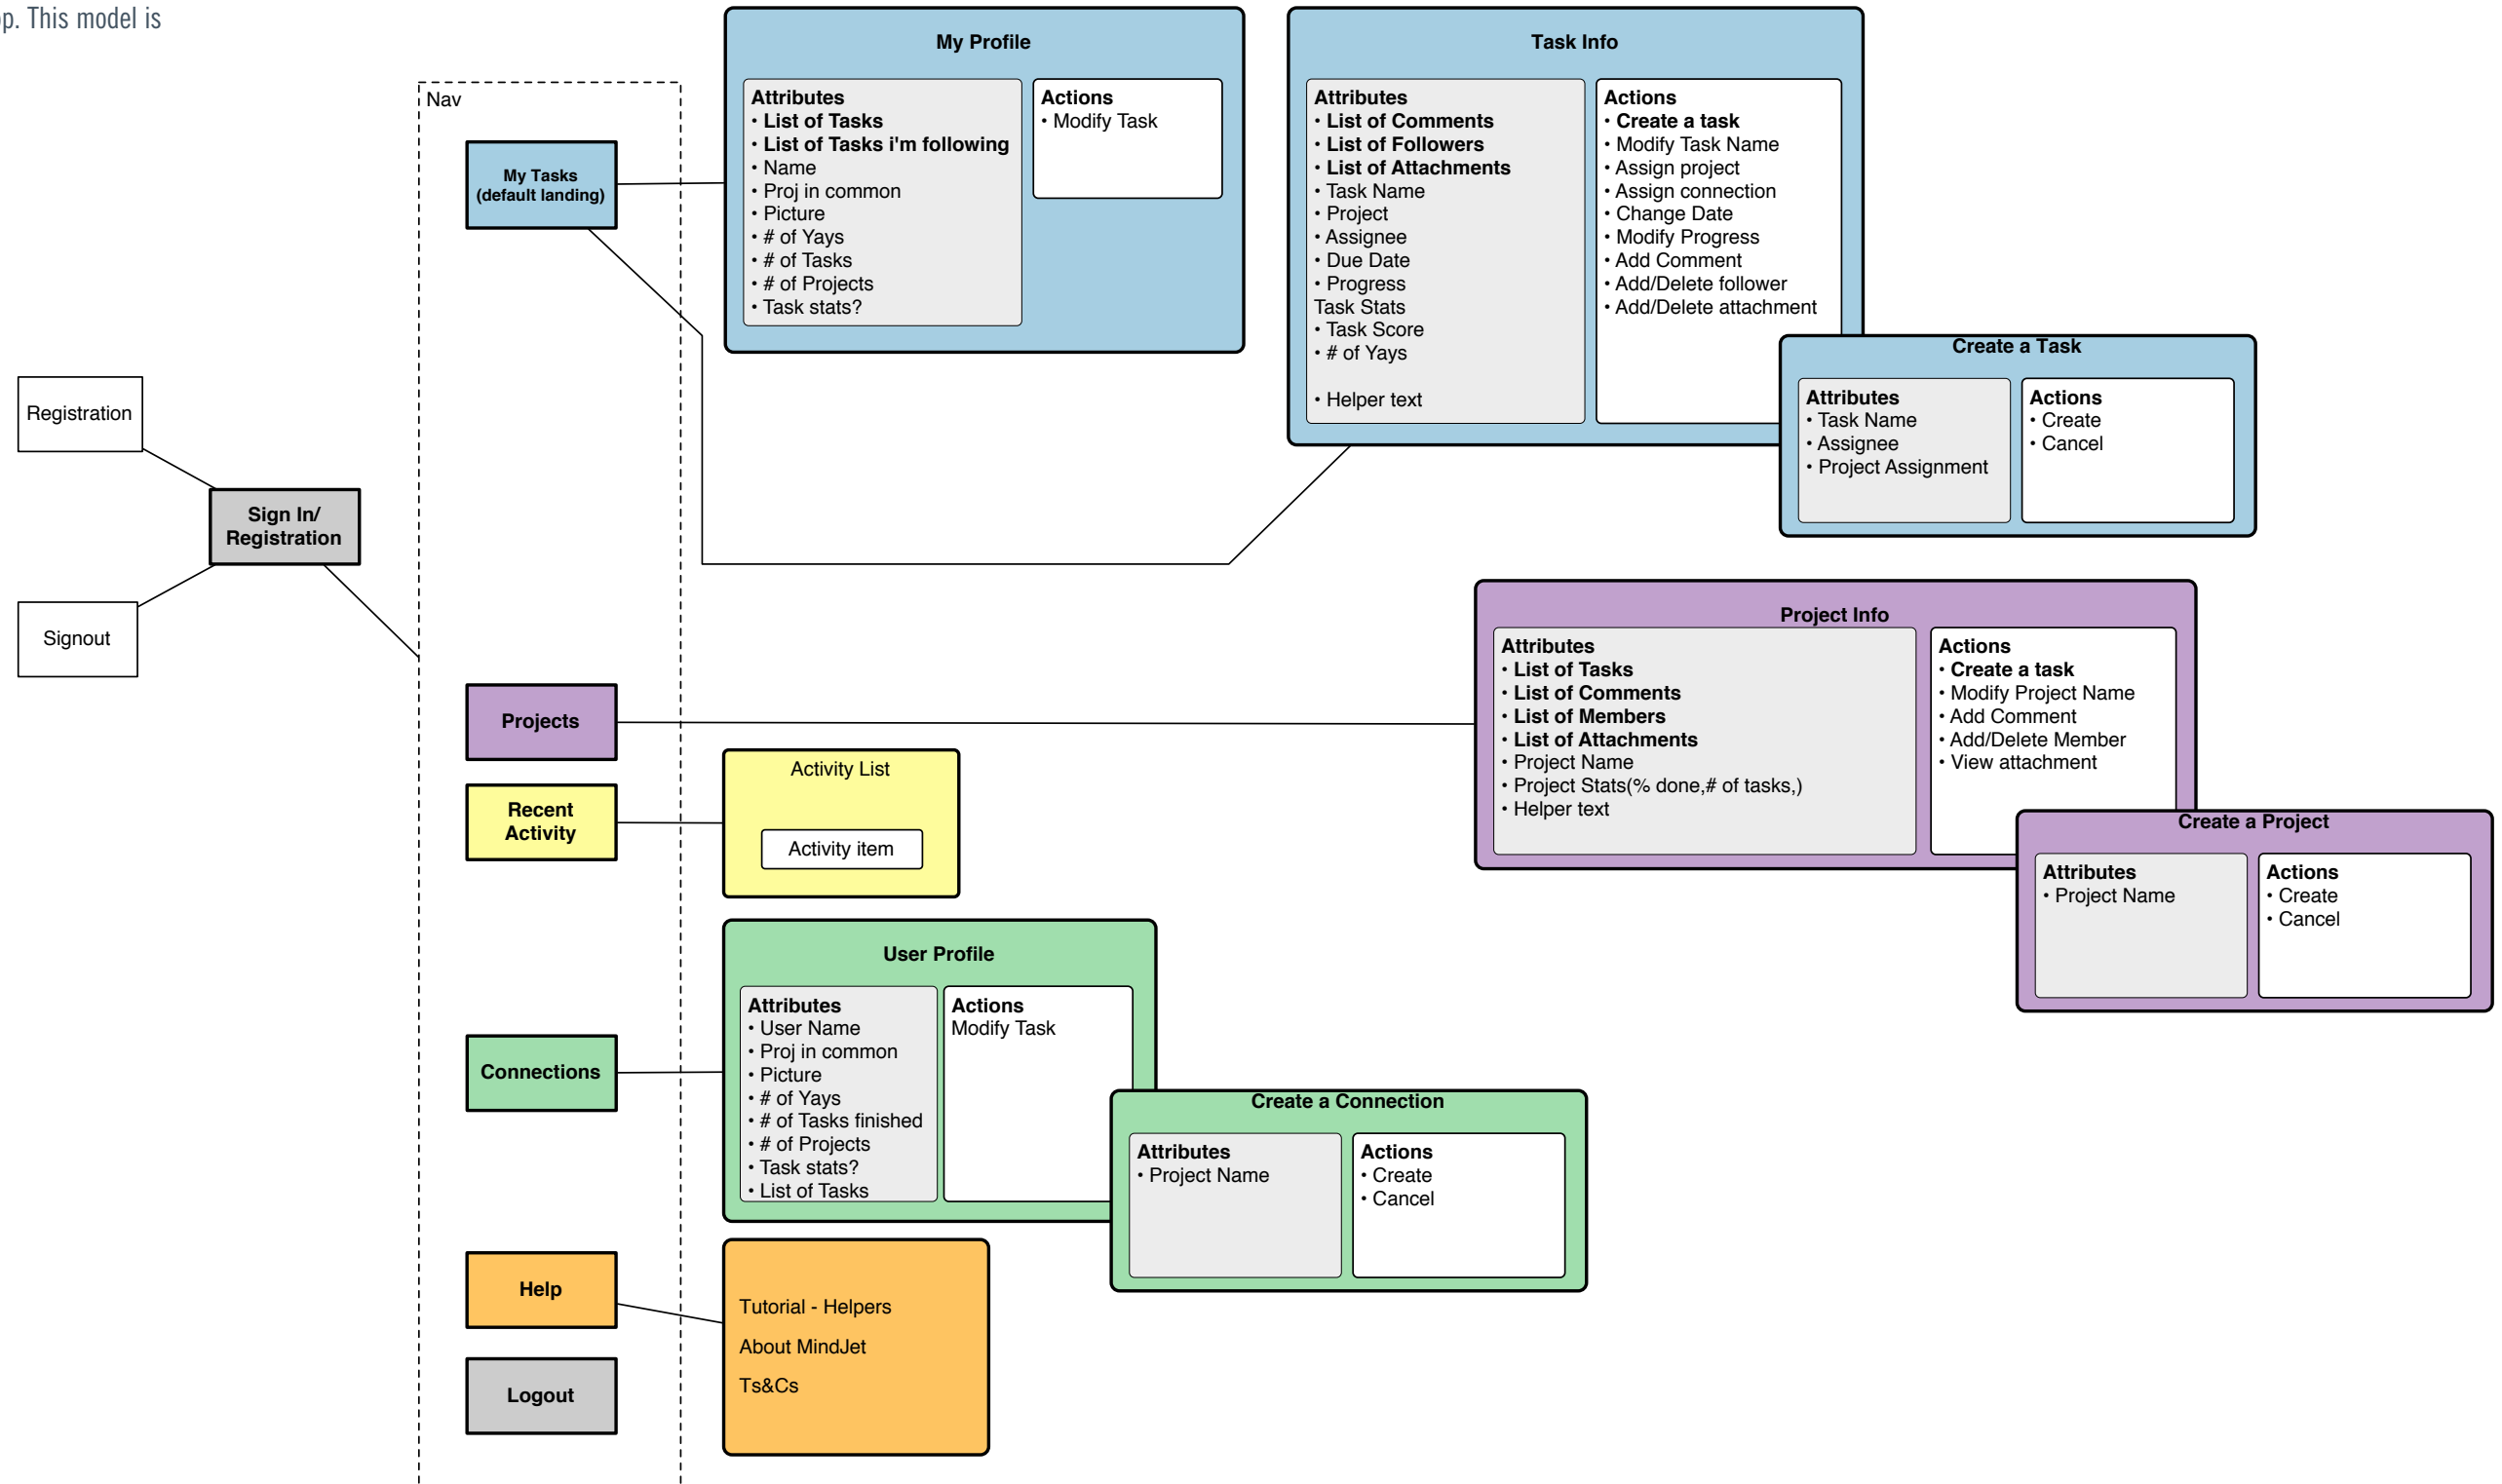 op. This model is
Nav
Registration
Sign In/
Registration
Signout
My Tasks
(default landing)
Projects
Recent
Activity
Connections
Help
Logout
My Profile
Attributes
• List of Tasks
• List of Tasks i'm following
• Name
• Proj in common
• Picture
• # of Yays
• # of Tasks
• # of Projects
• Task stats?
Actions
• Modify Task
Task Info
Attributes
• List of Comments
• List of Followers
• List of Attachments
• Task Name
• Project
• Assignee
• Due Date
• Progress
Task Stats
• Task Score
• # of Yays
• Helper text
Actions
• Create a task
• Modify Task Name
• Assign project
• Assign connection
• Change Date
• Modify Progress
• Add Comment
• Add/Delete follower
• Add/Delete attachment
Create a Task
Attributes
• Task Name
• Assignee
• Project Assignment
Actions
• Create
• Cancel
Project Info
Attributes
• List of Tasks
• List of Comments
• List of Members
• List of Attachments
• Project Name
• Project Stats(% done,# of tasks,)
• Helper text
Actions
• Create a task
• Modify Project Name
• Add Comment
• Add/Delete Member
• View attachment
Create a Project
Attributes
• Project Name
Actions
• Create
• Cancel
Activity List
Activity item
User Profile
Attributes
• User Name
• Proj in common
• Picture
• # of Yays
• # of Tasks finished
• # of Projects
• Task stats?
• List of Tasks
Actions
Modify Task
Create a Connection
Attributes
• Project Name
Actions
• Create
• Cancel
Tutorial - Helpers
About MindJet
Ts&Cs